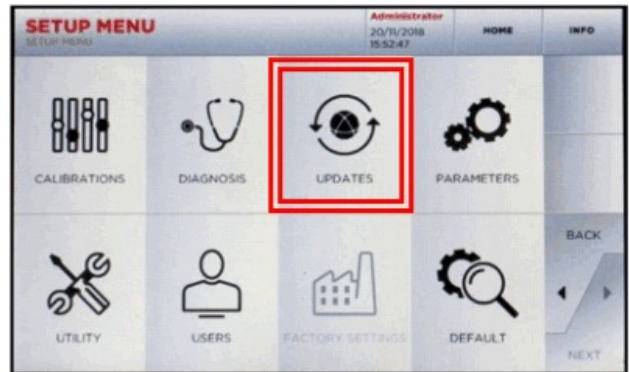 SETUP MENU
SETUP MENU
Administrator
20/11/2018
15:52:47
HOME
INFO
CALIBRATIONS
DIAGNOSIS
UPDATES
PARAMETERS
BACK
UTILITY
USERS
FACTORY SETTINGS
DEFAULT
NEXT